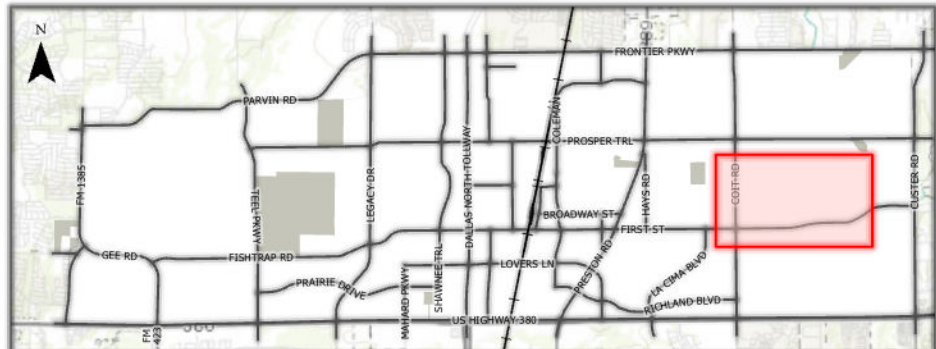 N
FRONTIER PKWY
PARVIN RD
COLEMAN
PROSPER TRL
FM 1385
TEEL PKWY
LEGACY DR
DALLAS NORTH TOLLWAY
HAYS RD
COIT RD
CUSTER RD
BROADWAY ST
FIRST ST
GEE RD
FISHTRAP RD
SHAWNEE TRL
LOVERS LN
PRESTON RD
LA CIMA BLVD
PRAIRIE DRIVE
MAHARD PKWY
RICHLAND BLVD
US HIGHWAY 380
FM
423